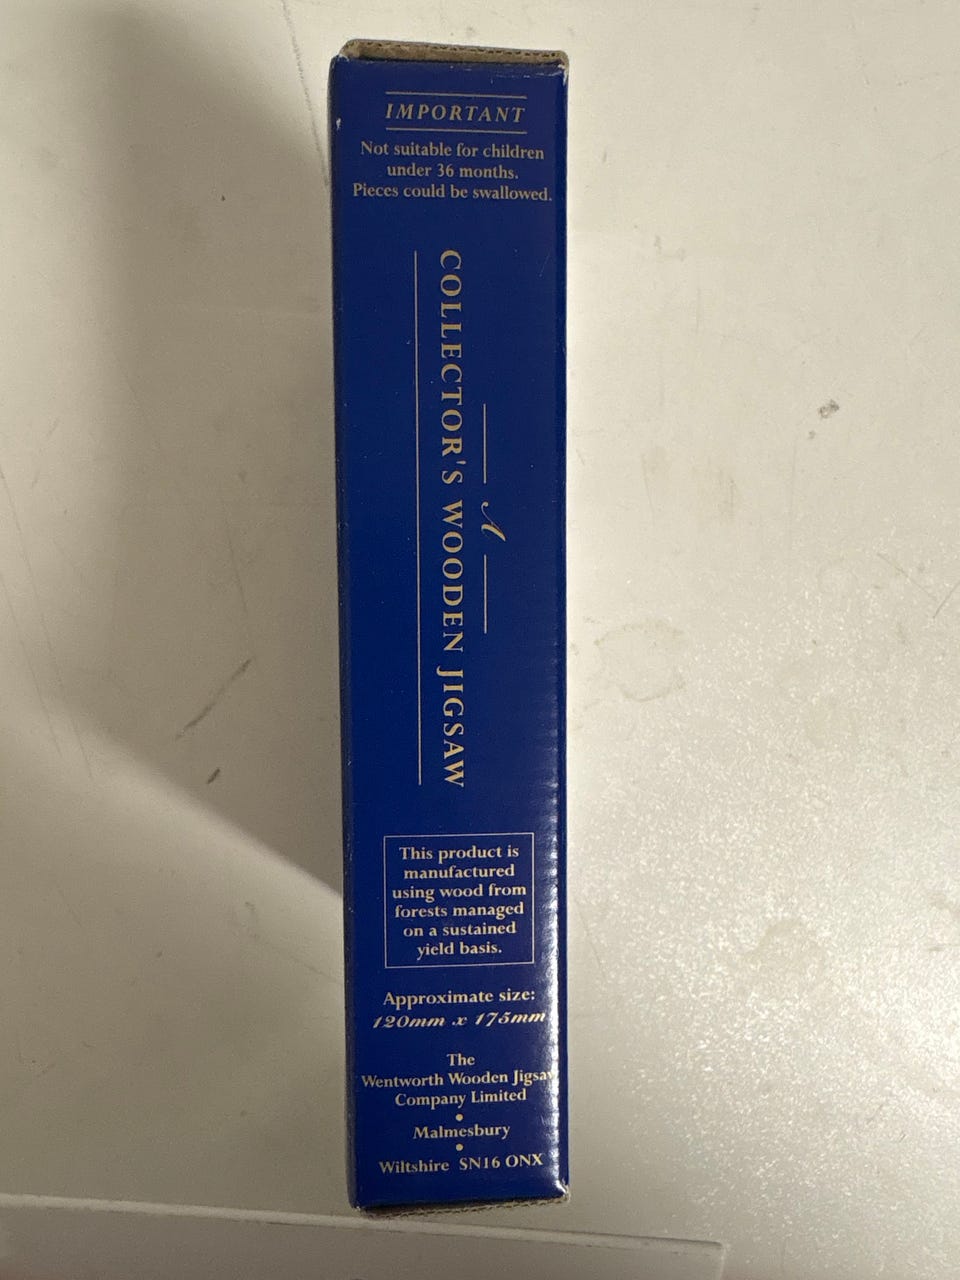 IMPORTANT
Not suitable for children
under 36 months.
Pieces could be swallowed.
A
COLLECTOR'S WOODEN JIGSAW
This product is
manufactured
using wood from
forests managed
on a sustained
yield basis.
Approximate size:
120mm x 175mm
The
Wentworth Wooden Jigsaw
Company Limited
•
Malmesbury
•
Wiltshire SN16 ONX